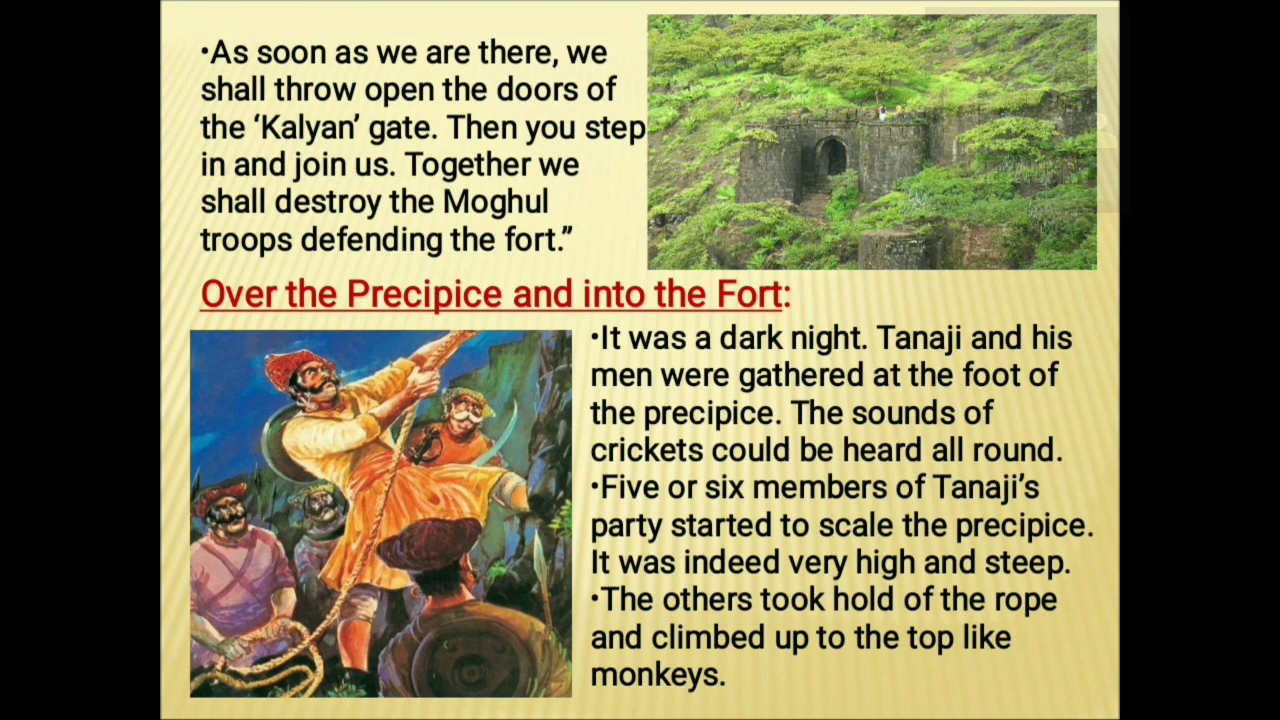 •As soon as we are there, we
shall throw open the doors of
the ‘Kalyan’ gate. Then you step
in and join us. Together we
shall destroy the Moghul
troops defending the fort.”
Over the Precipice and into the Fort:
•It was a dark night. Tanaji and his
men were gathered at the foot of
the precipice. The sounds of
crickets could be heard all round.
•Five or six members of Tanaji’s
party started to scale the precipice.
It was indeed very high and steep.
•The others took hold of the rope
and climbed up to the top like
monkeys.